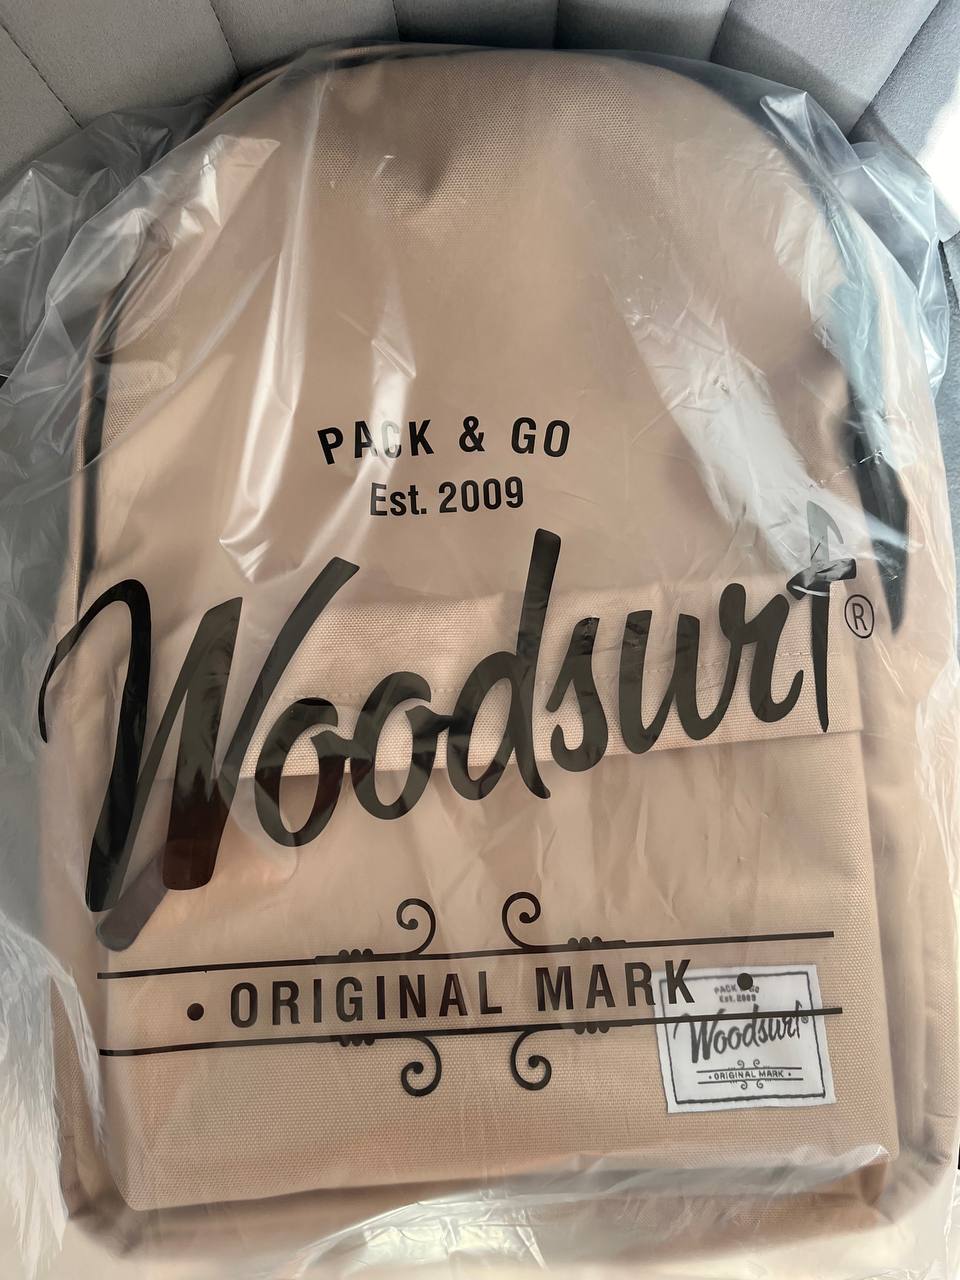 PACK & GO
Est. 2009
Woodsurf®
• ORIGINAL MARK •
PACK & GO
Est. 2009
Woodsurf®
• ORIGINAL MARK •